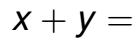 x + y =